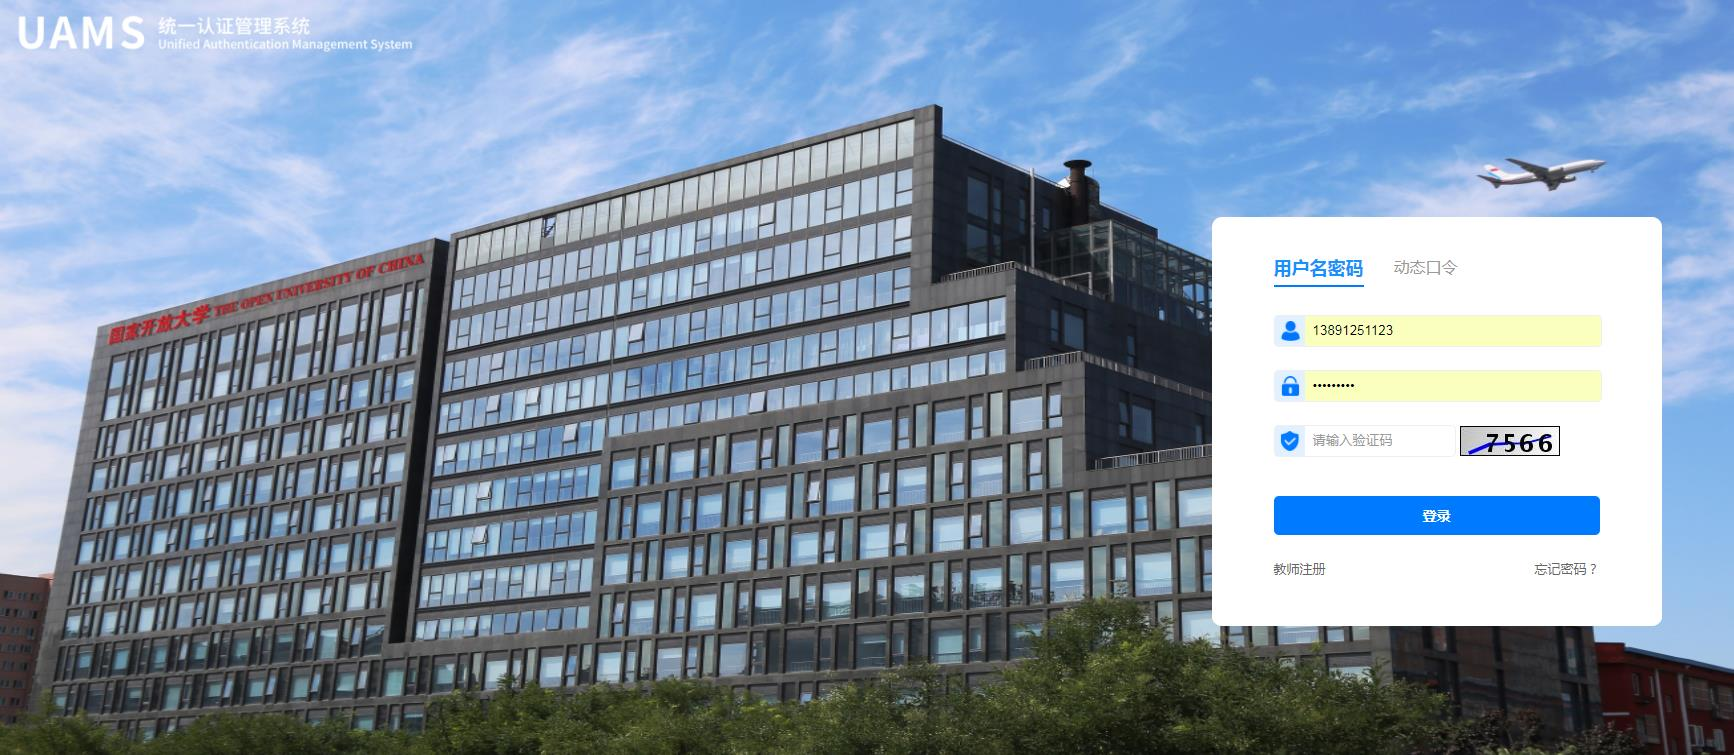 UAMS 统一认证管理系统
Unified Authentication Management System
国家开放大学 THE OPEN UNIVERSITY OF CHINA
用户名密码 动态口令
13891251123
•••••••••
请输入验证码 7566
登录
教师注册 忘记密码？